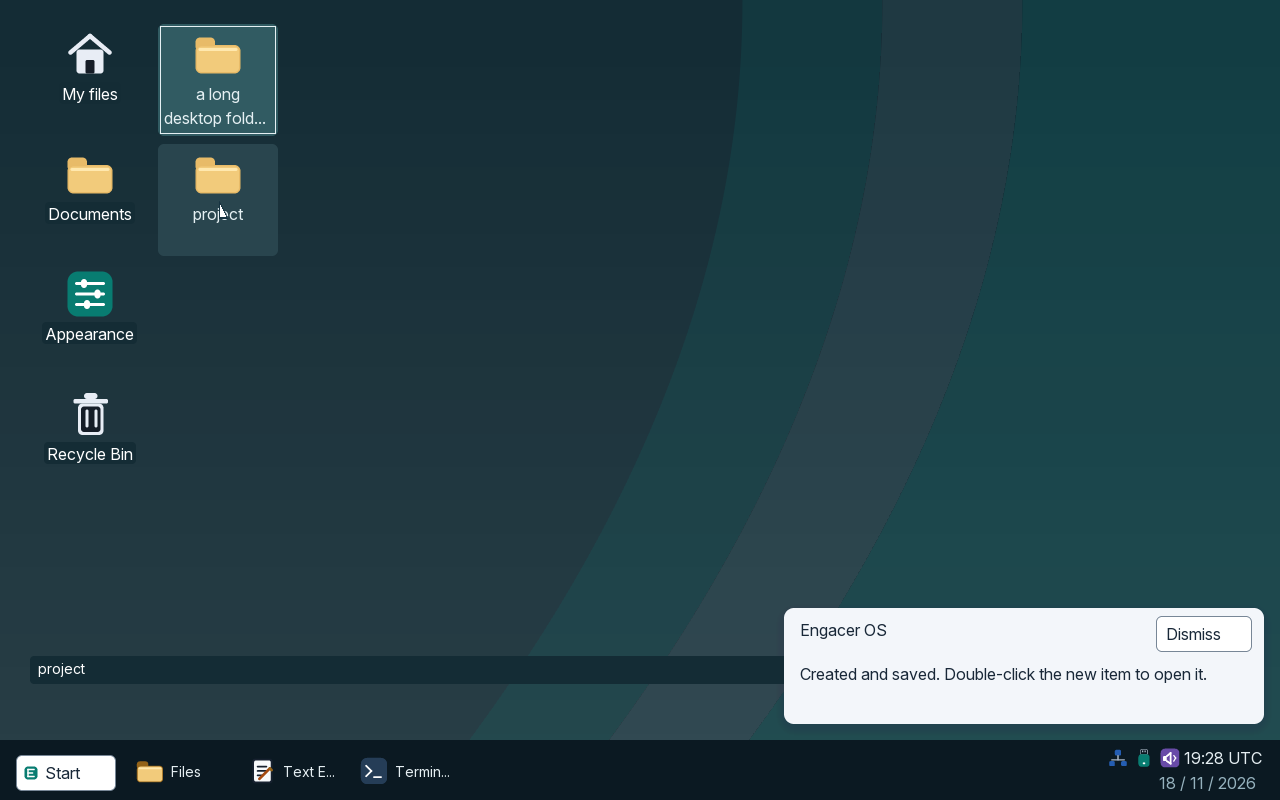 My files
a long
desktop fold...
Documents
project
Appearance
Recycle Bin
Engacer OS
Dismiss
Created and saved. Double-click the new item to open it.
project
Start
Files
Text E...
Termin...
19:28 UTC
18 / 11 / 2026